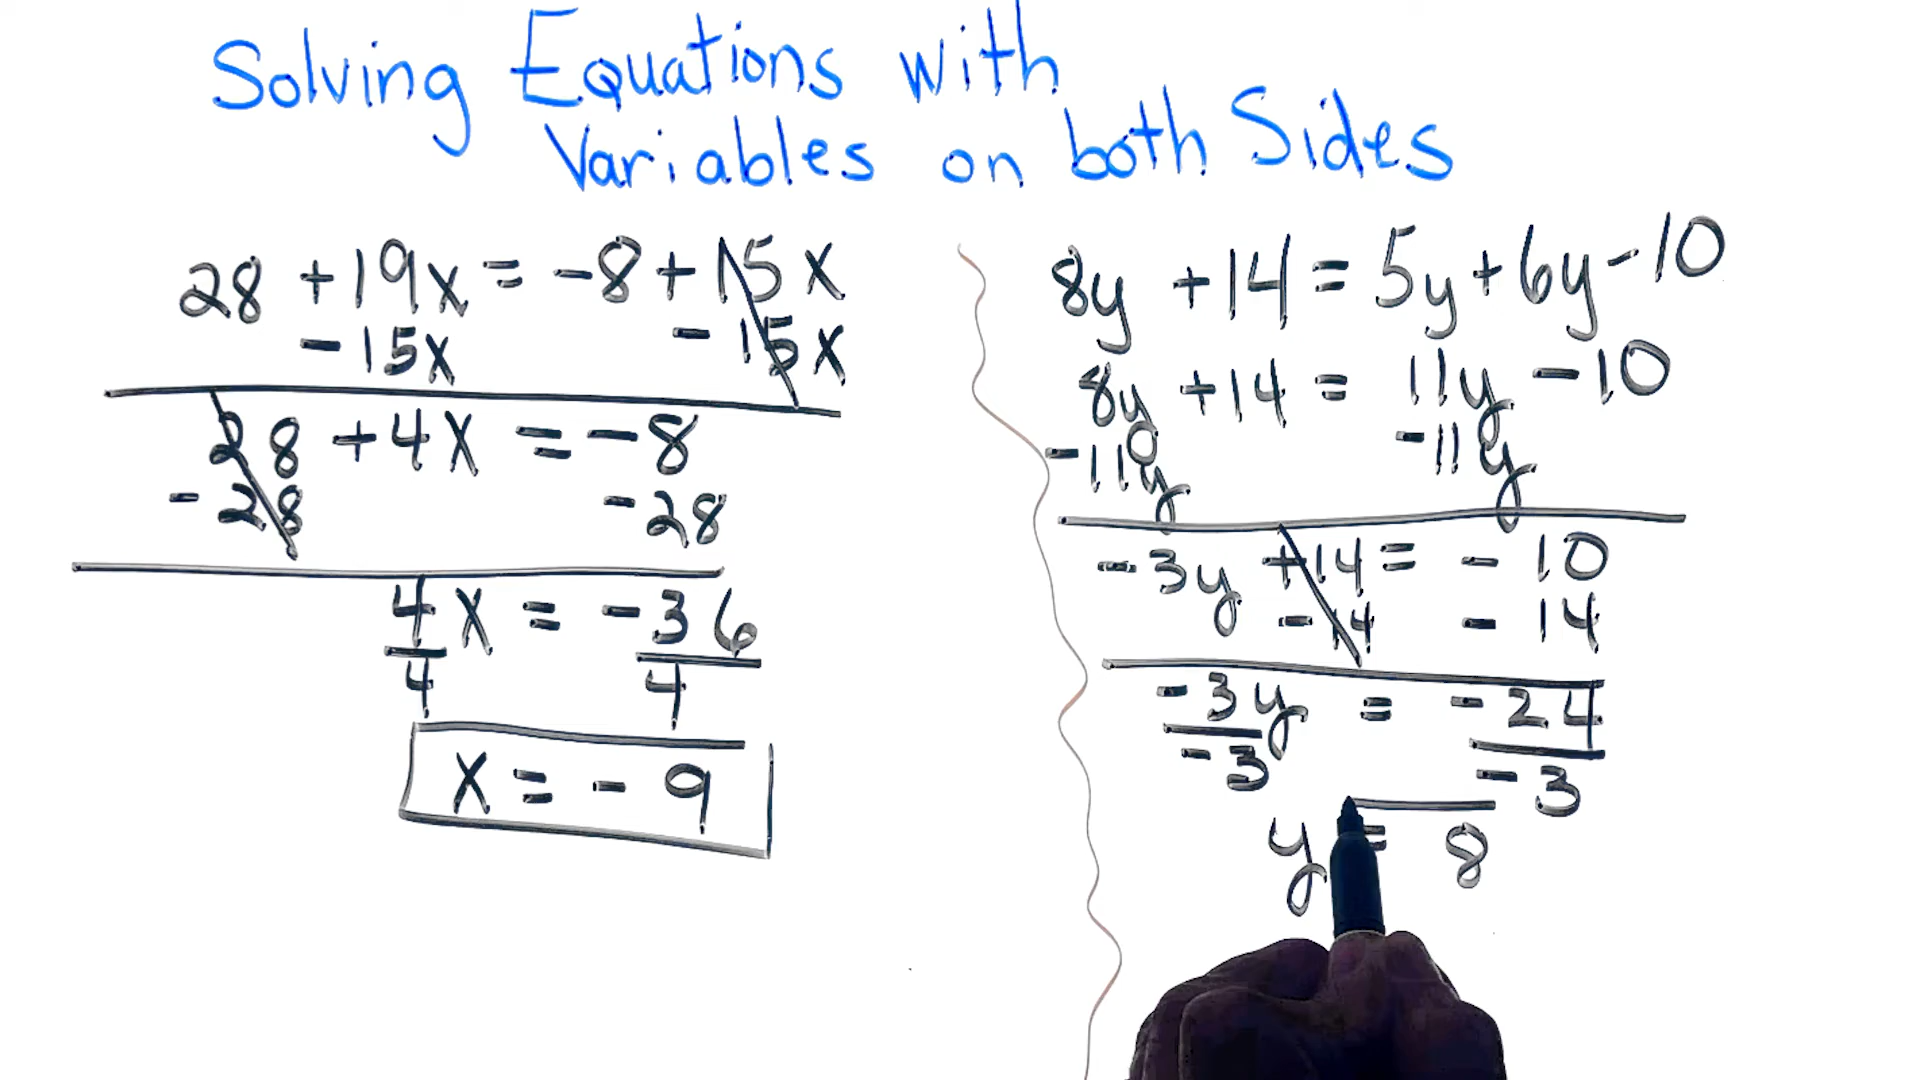 Solving Equations with
Variables on both Sides
28 + 19x = -8 + 15x
-15x -15x
28 + 4x = -8
-28 -28
4x = -36
4 4
x = -9
8y + 14 = 5y + 6y - 10
8y + 14 = 11y - 10
-11y -11y
-3y + 14 = -10
-14 -14
-3y = -24
-3 -3
y = 8